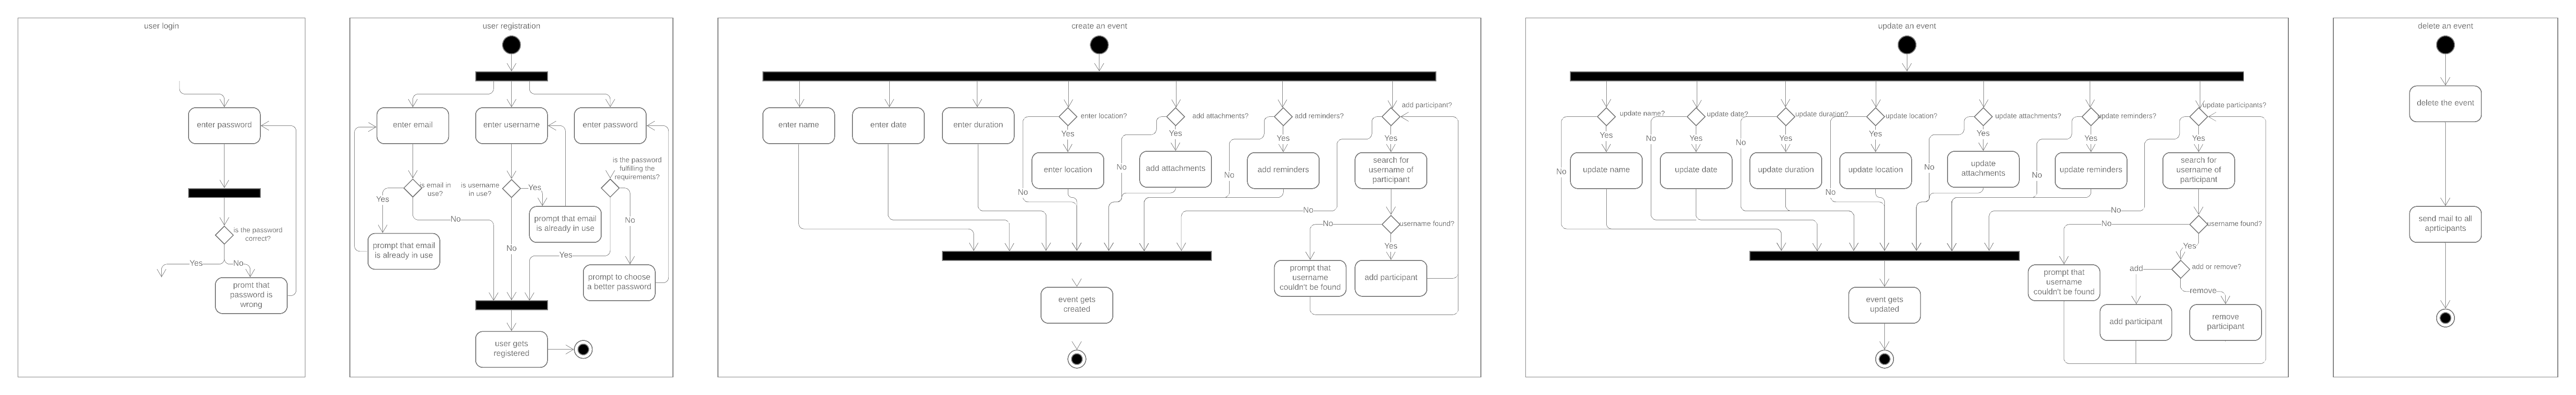 user login
enter password
is the password
correct?
Yes
No
promt that
password is
wrong
user registration
enter email
enter username
enter password
is email in
use?
is username
in use?
is the password
fulfilling the
requirements?
Yes
Yes
No
No
No
Yes
prompt that email
is already in use
prompt that email
is already in use
prompt to choose
a better password
user gets
registered
create an event
enter name
enter date
enter duration
enter location?
add attachments?
add reminders?
add participant?
Yes
Yes
Yes
Yes
enter location
add attachments
add reminders
search for
username of
participant
No
No
No
No
username found?
No
Yes
prompt that
username
couldn't be found
add participant
event gets
created
update an event
update name?
update date?
update duration?
update location?
update attachments?
update reminders?
update participants?
Yes
Yes
Yes
Yes
Yes
Yes
Yes
No
No
No
No
No
No
No
update name
update date
update duration
update location
update
attachments
update reminders
search for
username of
participant
username found?
No
Yes
add or remove?
add
remove
prompt that
username
couldn't be found
add participant
remove
participant
event gets
updated
delete an event
delete the event
send mail to all
aprticipants